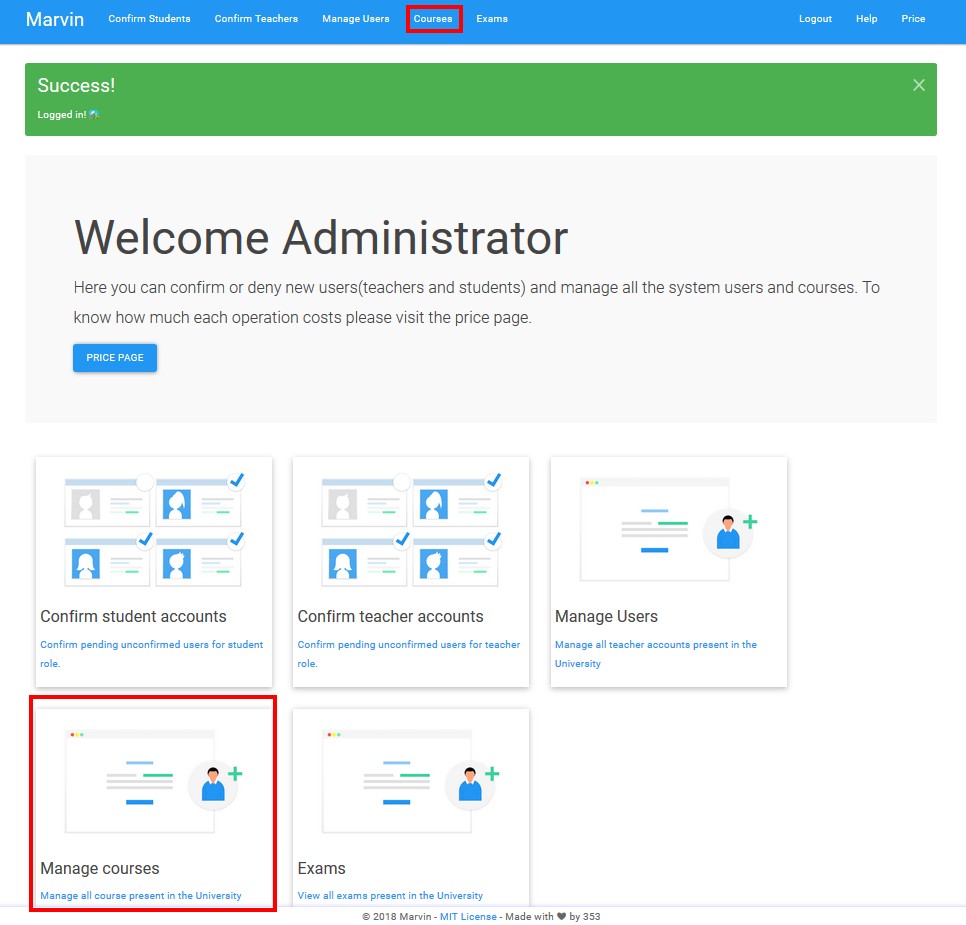 Marvin Confirm Students Confirm Teachers Manage Users Courses Exams Logout Help Price
Success!
Logged in!
Welcome Administrator
Here you can confirm or deny new users(teachers and students) and manage all the system users and courses. To
know how much each operation costs please visit the price page.
PRICE PAGE
Confirm student accounts
Confirm pending unconfirmed users for student
role.
Confirm teacher accounts
Confirm pending unconfirmed users for teacher
role.
Manage Users
Manage all teacher accounts present in the
University
Manage courses
Manage all course present in the University
Exams
View all exams present in the University
© 2018 Marvin - MIT License - Made with ♥ by 353